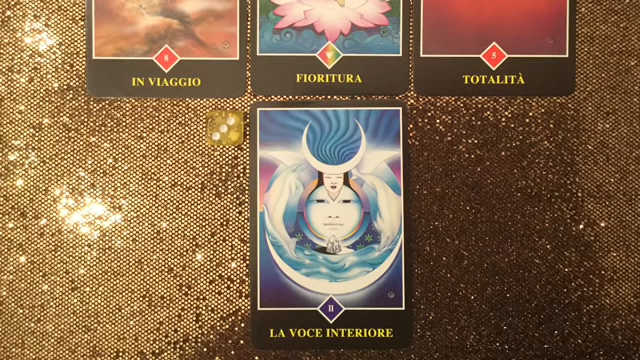 8
IN VIAGGIO
FIORITURA
5
TOTALITÀ
II
LA VOCE INTERIORE